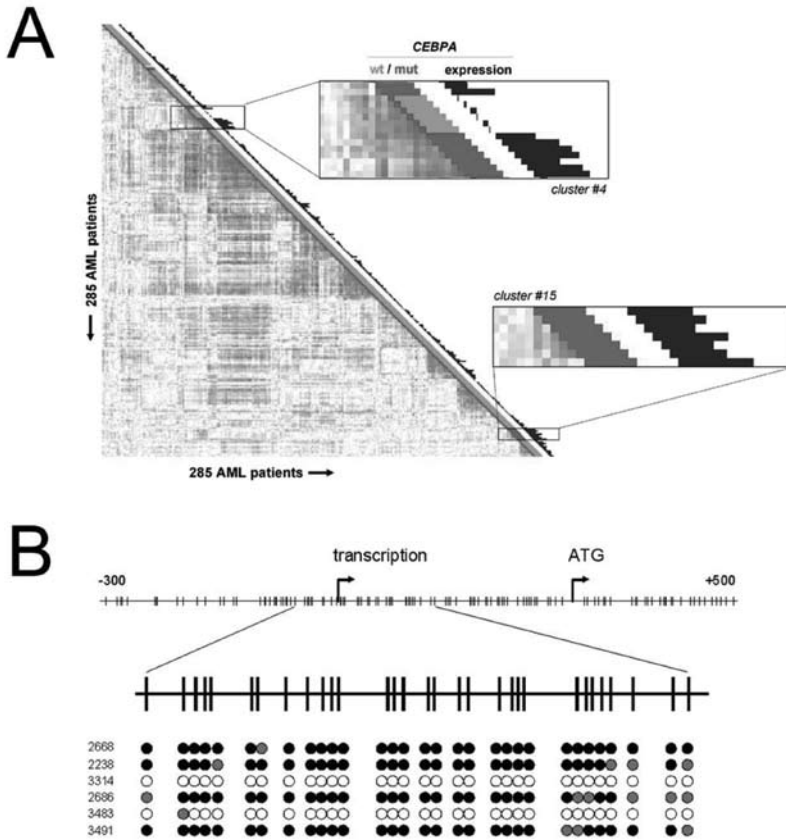 A
CEBPA
wt / mut expression
cluster #4
← 285 AML patients
cluster #15
285 AML patients →
B
transcription ATG
-300 +500
2668
2238
3314
2686
3483
3491